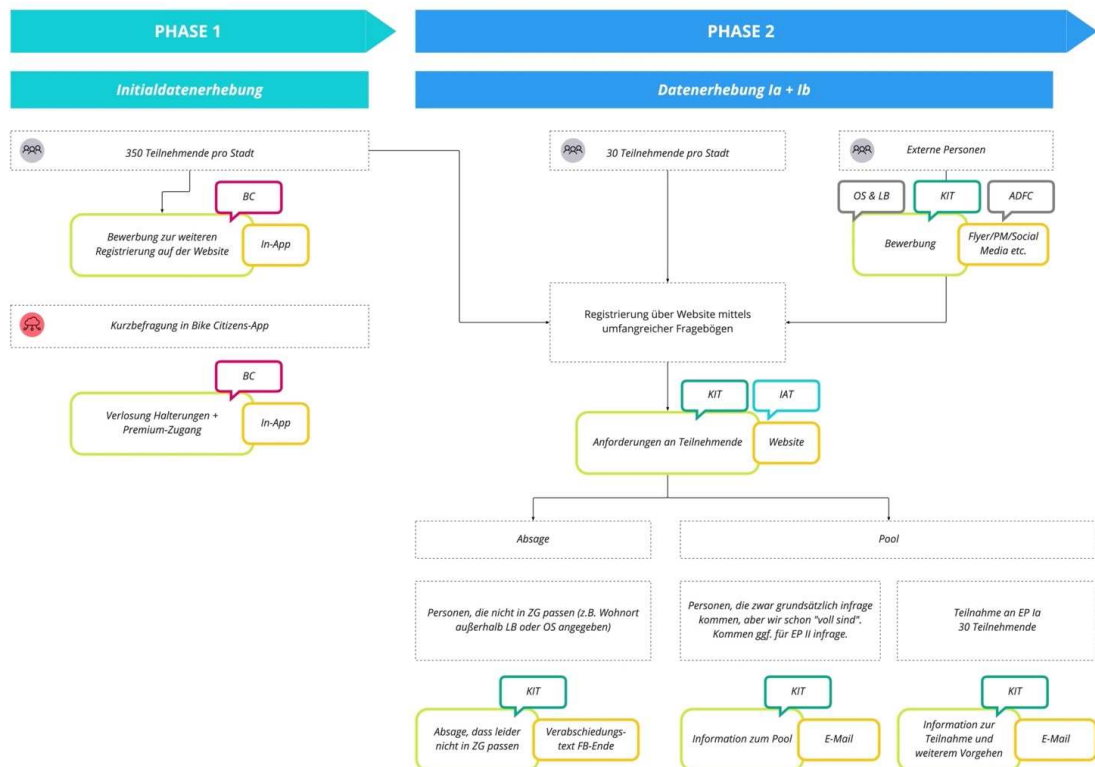 PHASE 1
PHASE 2
Initialdatenerhebung
Datenerhebung Ia + Ib
350 Teilnehmende pro Stadt
30 Teilnehmende pro Stadt
Externe Personen
BC
Bewerbung zur weiteren
Registrierung auf der Website
In-App
OS & LB
KIT
ADFC
Bewerbung
Flyer/PM/Social
Media etc.
Kurzbefragung in Bike Citizens-App
Registrierung über Website mittels
umfangreicher Fragebögen
BC
Verlosung Halterungen +
Premium-Zugang
In-App
KIT
IAT
Anforderungen an Teilnehmende
Website
Absage
Pool
Personen, die nicht in ZG passen (z.B. Wohnort
außerhalb LB oder OS angegeben)
Personen, die zwar grundsätzlich infrage
kommen, aber wir schon "voll sind".
Kommen ggf. für EP II infrage.
Teilnahme an EP Ia
30 Teilnehmende
KIT
Absage, dass leider
nicht in ZG passen
Verabschiedungs-
text FB-Ende
KIT
Information zum Pool
E-Mail
KIT
Information zur
Teilnahme und
weiterem Vorgehen
E-Mail